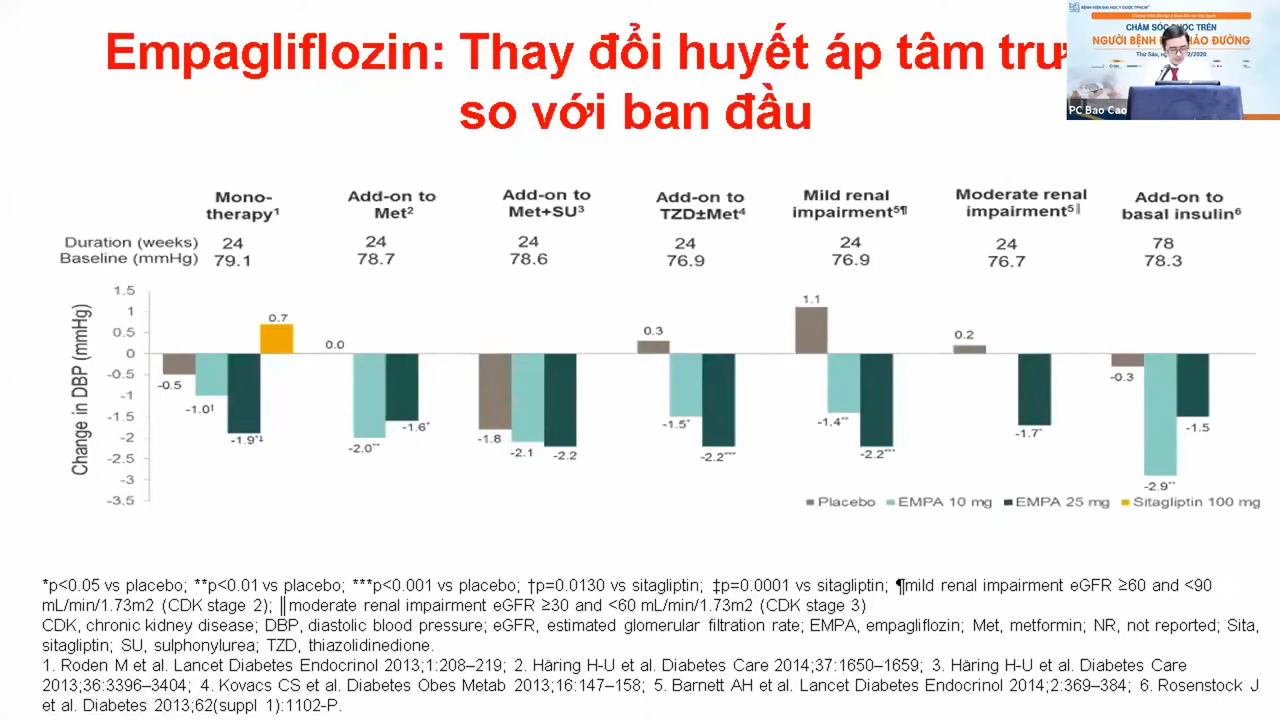 BỆNH VIỆN ĐẠI HỌC Y DƯỢC TPHCM
CHĂM SÓC DƯỢC TRÊN
NGƯỜI BỆNH ĐÁI THÁO ĐƯỜNG
PC Bao Cao
Empagliflozin: Thay đổi huyết áp tâm trư
so với ban đầu
Mono-
therapy¹
Add-on to
Met²
Add-on to
Met+SU³
Add-on to
TZD±Met⁴
Mild renal
impairment⁵¶
Moderate renal
impairment⁵‖
Add-on to
basal insulin⁶
Duration (weeks) 24 24 24 24 24 24 78
Baseline (mmHg) 79.1 78.7 78.6 76.9 76.9 76.7 78.3
Change in DBP (mmHg)
1.5
1
0.5
0
-0.5
-1
-1.5
-2
-2.5
-3
-3.5
-0.5
-1.0†
-1.9*‡
0.7
0.0
-2.0**
-1.6*
-1.8
-2.1
-2.2
0.3
-1.5*
-2.2***
1.1
-1.4**
-2.2***
0.2
-1.7*
-0.3
-2.9**
-1.5
Placebo EMPA 10 mg EMPA 25 mg Sitagliptin 100 mg
*p<0.05 vs placebo; **p<0.01 vs placebo; ***p<0.001 vs placebo; †p=0.0130 vs sitagliptin; ‡p=0.0001 vs sitagliptin; ¶mild renal impairment eGFR ≥60 and <90
mL/min/1.73m2 (CDK stage 2); ‖moderate renal impairment eGFR ≥30 and <60 mL/min/1.73m2 (CDK stage 3)
CDK, chronic kidney disease; DBP, diastolic blood pressure; eGFR, estimated glomerular filtration rate; EMPA, empagliflozin; Met, metformin; NR, not reported; Sita,
sitagliptin; SU, sulphonylurea; TZD, thiazolidinedione.
1. Roden M et al. Lancet Diabetes Endocrinol 2013;1:208–219; 2. Häring H-U et al. Diabetes Care 2014;37:1650–1659; 3. Häring H-U et al. Diabetes Care
2013;36:3396–3404; 4. Kovacs CS et al. Diabetes Obes Metab 2013;16:147–158; 5. Barnett AH et al. Lancet Diabetes Endocrinol 2014;2:369–384; 6. Rosenstock J
et al. Diabetes 2013;62(suppl 1):1102-P.